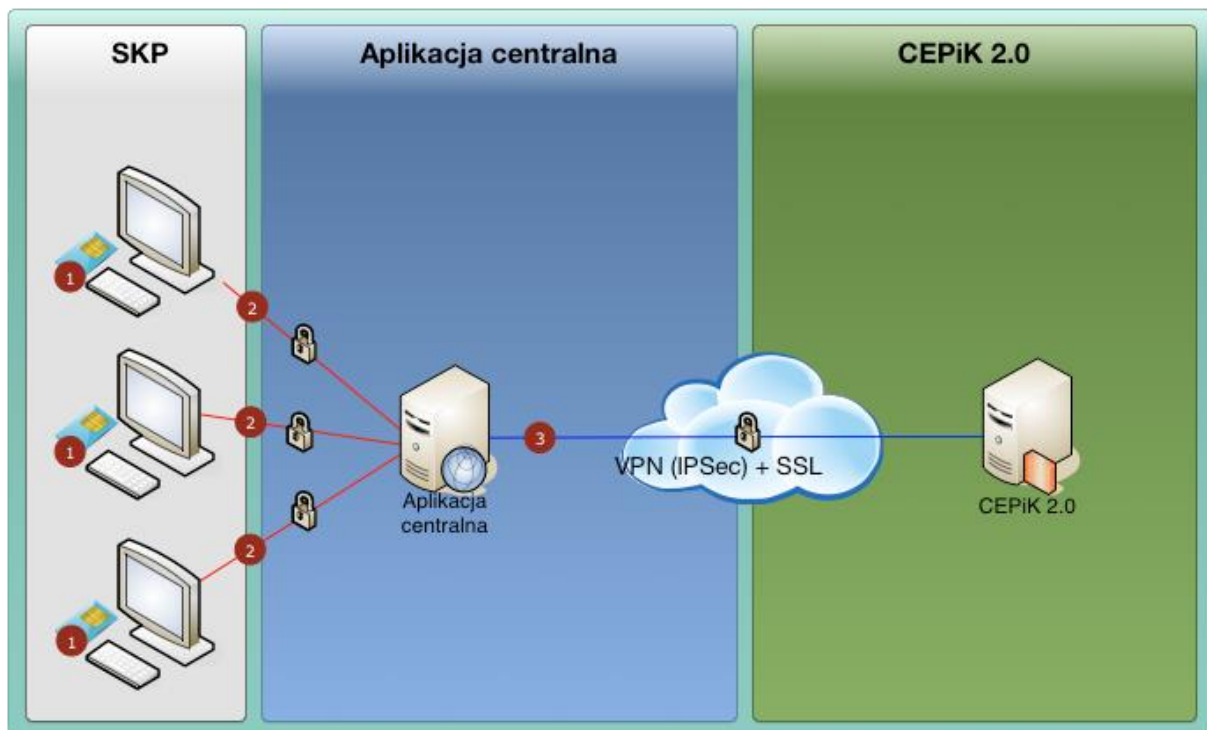 SKP
Aplikacja centralna
CEPiK 2.0
1
2
1
2
3
VPN (IPSec) + SSL
Aplikacja
centralna
CEPiK 2.0
2
1